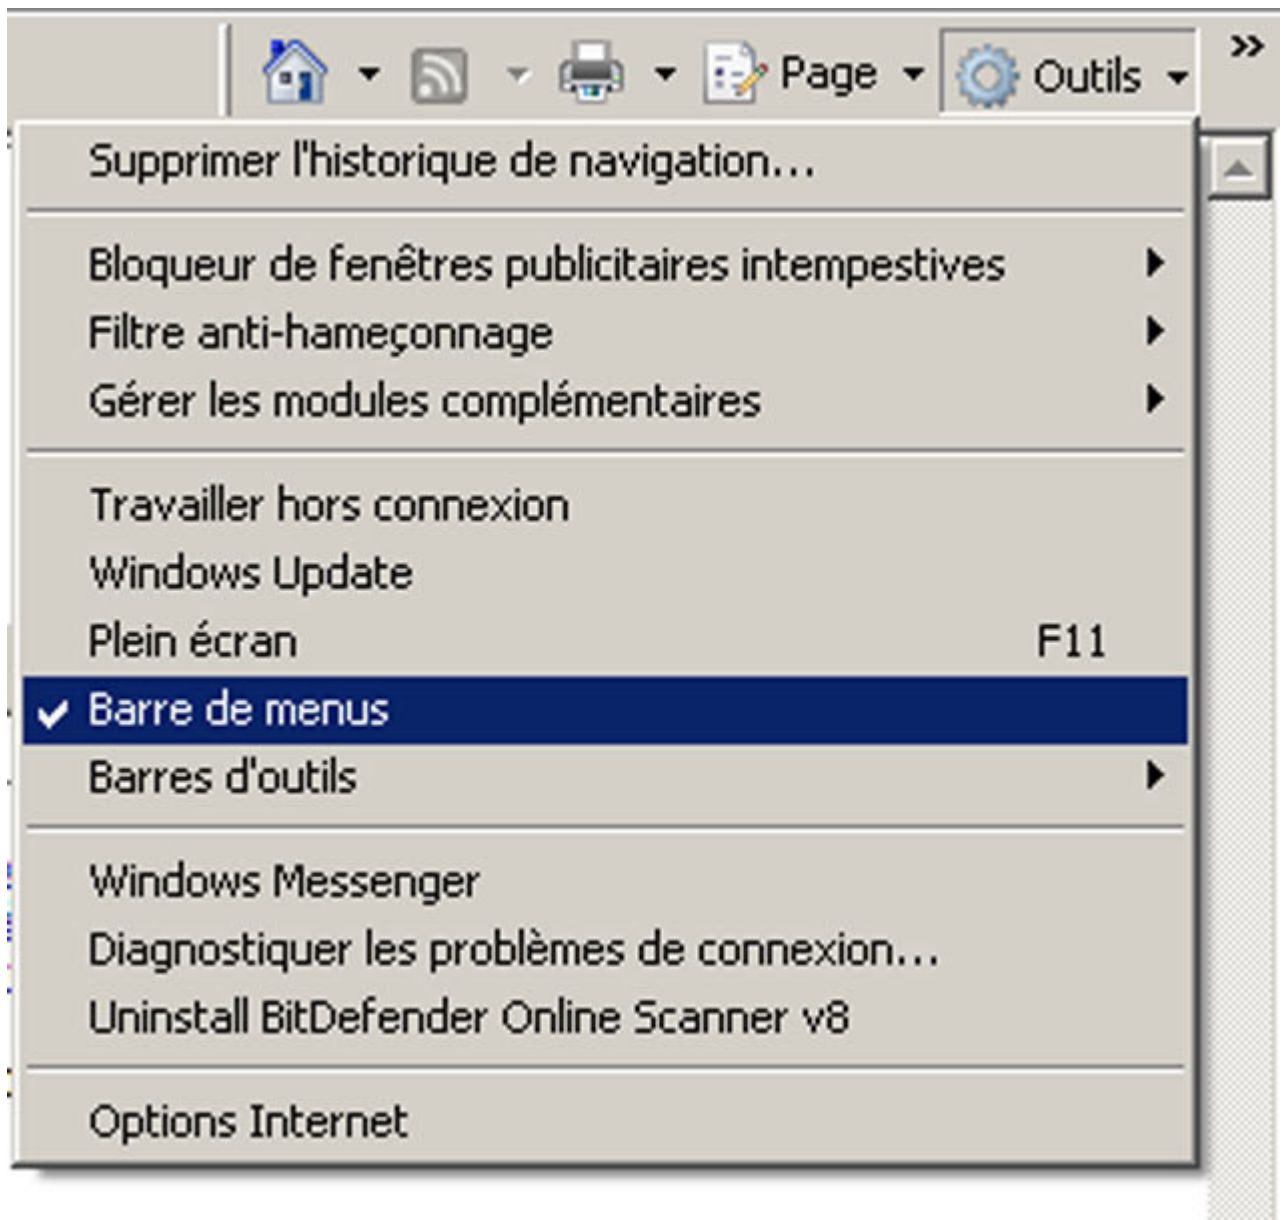 Page
Outils
Supprimer l'historique de navigation...
Bloqueur de fenêtres publicitaires intempestives
Filtre anti-hameçonnage
Gérer les modules complémentaires
Travailler hors connexion
Windows Update
Plein écran F11
Barre de menus
Barres d'outils
Windows Messenger
Diagnostiquer les problèmes de connexion...
Uninstall BitDefender Online Scanner v8
Options Internet